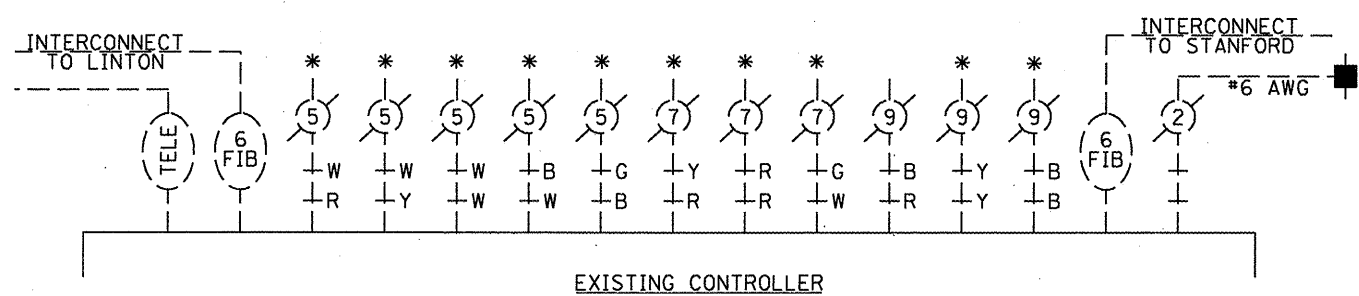 INTERCONNECT
TO LINTON
INTERCONNECT
TO STANFORD
#6 AWG
* * * * * * * * * *
TELE 6 FIB 5 5 5 5 5 7 7 7 9 9 9 6 FIB 2
W W W B G Y R G B Y B
R Y W W B R R W R Y B
EXISTING CONTROLLER